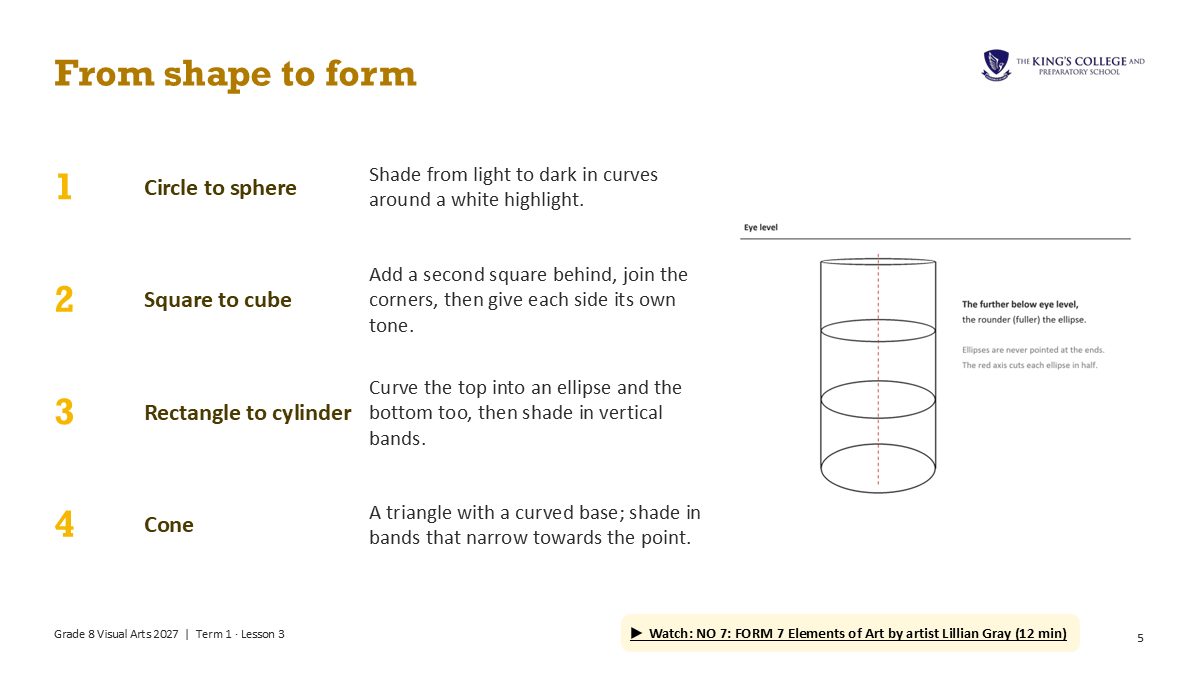 From shape to form
THE KING'S COLLEGE AND
PREPARATORY SCHOOL
1
Circle to sphere
Shade from light to dark in curves
around a white highlight.
2
Square to cube
Add a second square behind, join the
corners, then give each side its own
tone.
3
Rectangle to cylinder
Curve the top into an ellipse and the
bottom too, then shade in vertical
bands.
4
Cone
A triangle with a curved base; shade in
bands that narrow towards the point.
Eye level
The further below eye level,
the rounder (fuller) the ellipse.
Ellipses are never pointed at the ends.
The red axis cuts each ellipse in half.
Grade 8 Visual Arts 2027 | Term 1 · Lesson 3
▶ Watch: NO 7: FORM 7 Elements of Art by artist Lillian Gray (12 min)
5